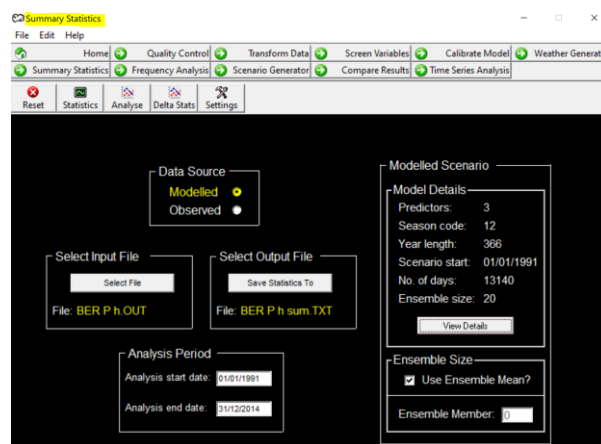 Summary Statistics
File Edit Help
Home Quality Control Transform Data Screen Variables Calibrate Model Weather Generat
Summary Statistics Frequency Analysis Scenario Generator Compare Results Time Series Analysis
Reset Statistics Analyse Delta Stats Settings
Data Source
Modelled
Observed
Select Input File
Select File
File: BER P h.OUT
Select Output File
Save Statistics To
File: BER P h sum.TXT
Analysis Period
Analysis start date: 01/01/1991
Analysis end date: 31/12/2014
Modelled Scenario
Model Details
Predictors: 3
Season code: 12
Year length: 366
Scenario start: 01/01/1991
No. of days: 13140
Ensemble size: 20
View Details
Ensemble Size
Use Ensemble Mean?
Ensemble Member: 0